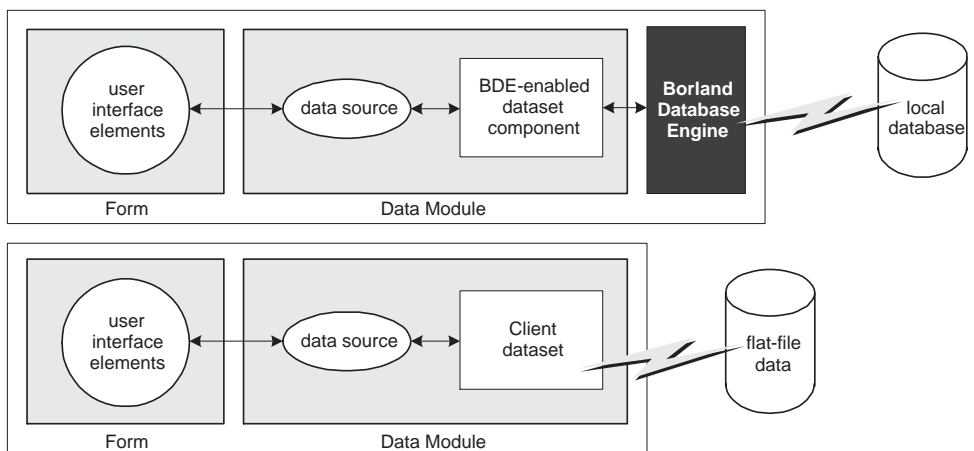 user
interface
elements
data source
BDE-enabled
dataset
component
Borland
Database
Engine
local
database
Form
Data Module
user
interface
elements
data source
Client
dataset
flat-file
data
Form
Data Module